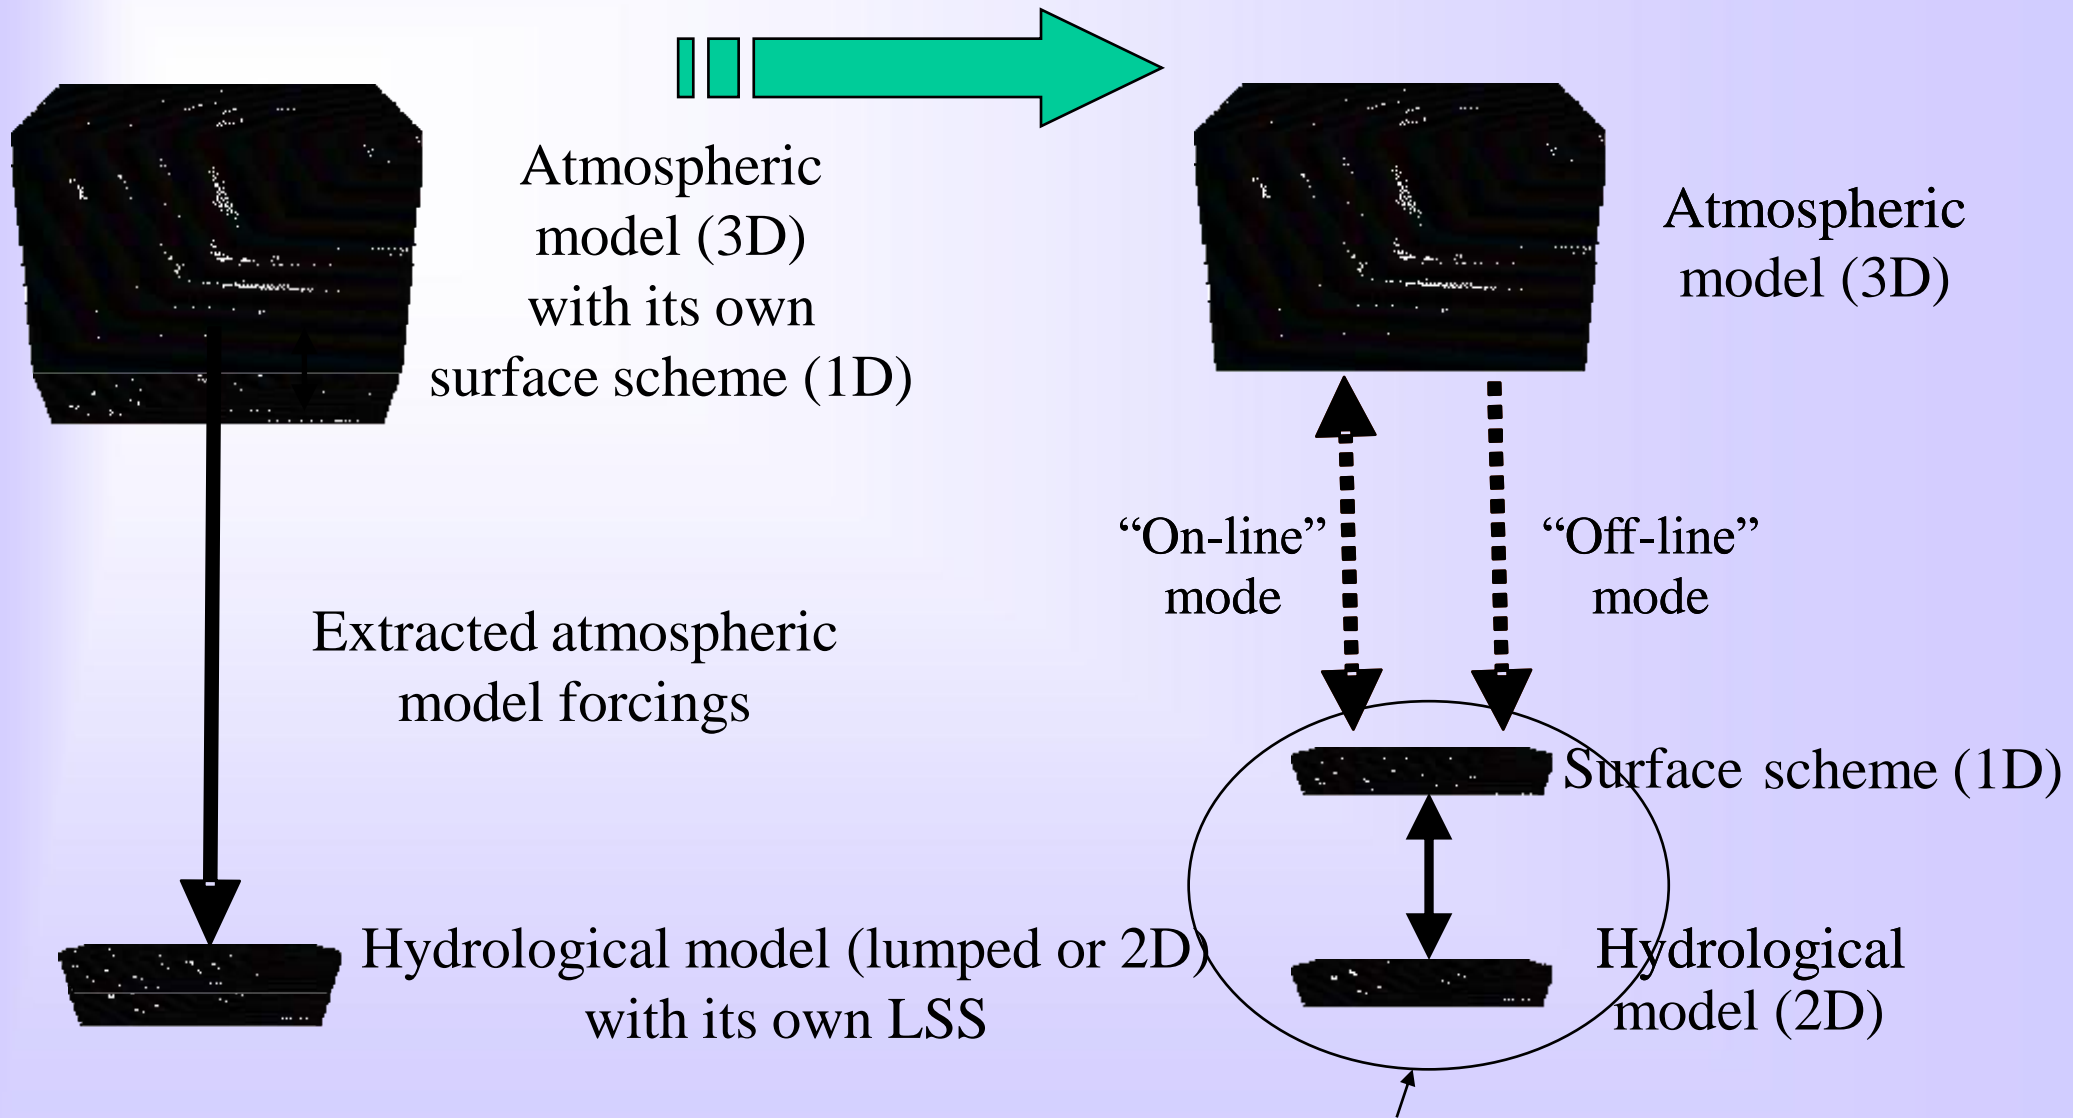 Atmospheric
model (3D)
with its own
surface scheme (1D)
Extracted atmospheric
model forcings
Hydrological model (lumped or 2D)
with its own LSS
Atmospheric
model (3D)
“On-line”
mode
“Off-line”
mode
Surface scheme (1D)
Hydrological
model (2D)